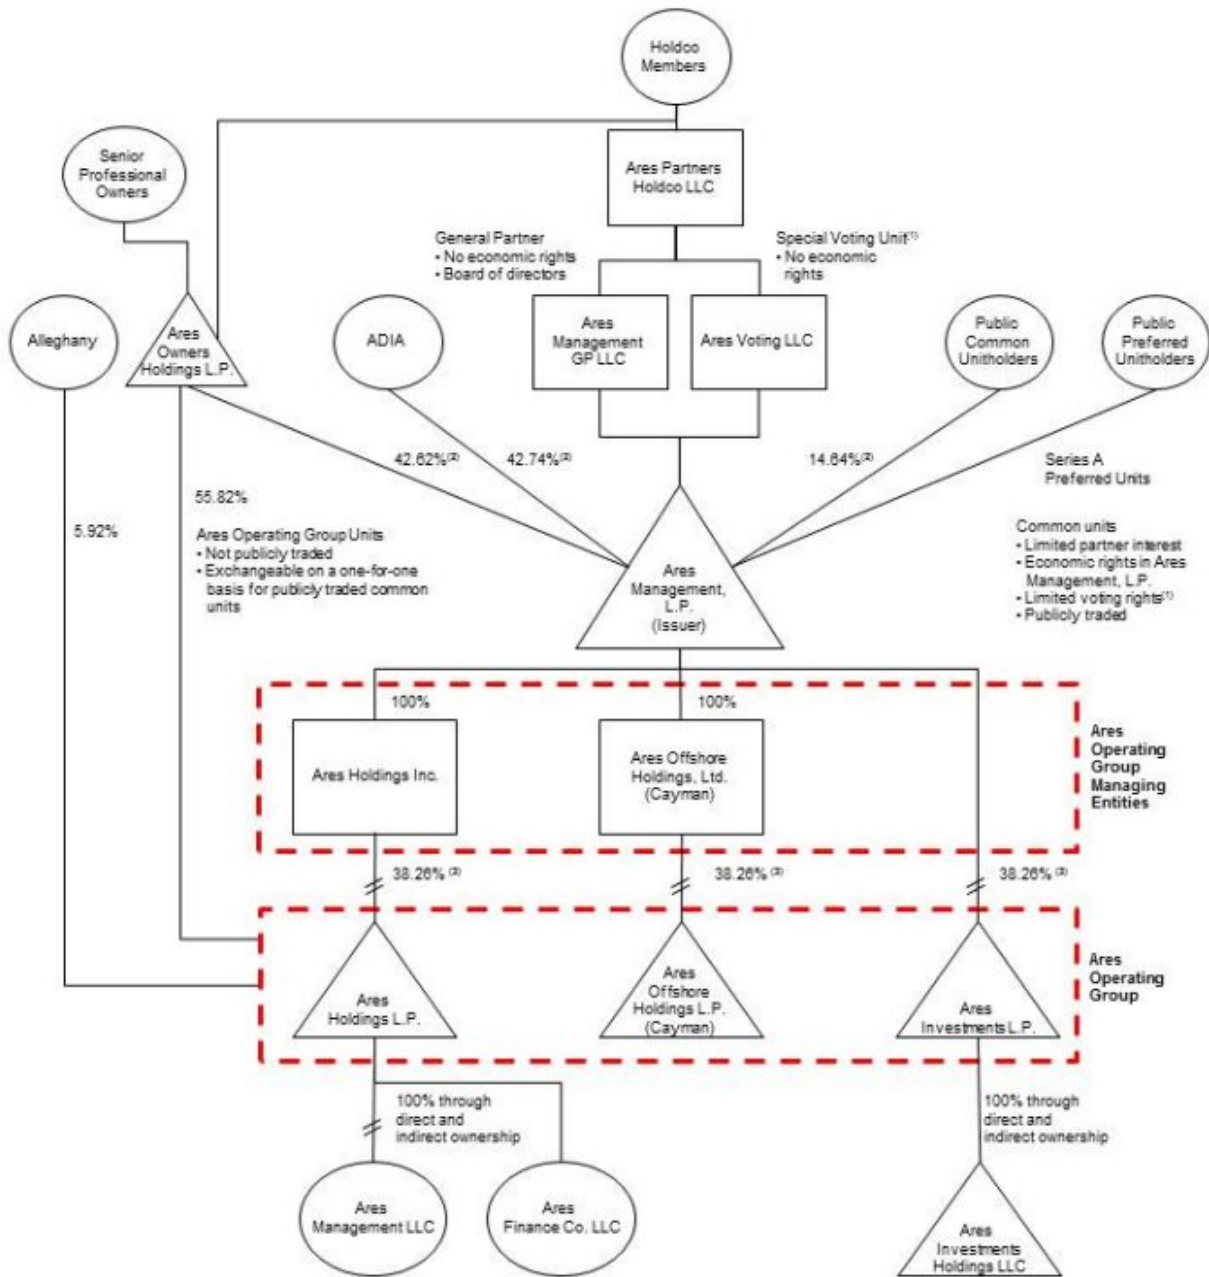 Holdco
Members
Senior
Professional
Owners
Ares Partners
Holdco LLC
General Partner
• No economic rights
• Board of directors
Special Voting Unit(1)
• No economic
rights
Alleghany
Ares
Owners
Holdings L.P.
ADIA
Ares
Management
GP LLC
Ares Voting LLC
Public
Common
Unitholders
Public
Preferred
Unitholders
42.62%(2)
42.74%(2)
14.64%(2)
Series A
Preferred Units
55.82%
5.92%
Ares Operating Group Units
• Not publicly traded
• Exchangeable on a one-for-one
basis for publicly traded common
units
Common units
• Limited partner interest
• Economic rights in Ares
Management, L.P.
• Limited voting rights(1)
• Publicly traded
Ares
Management,
L.P.
(Issuer)
100%
100%
Ares Holdings Inc.
Ares Offshore
Holdings, Ltd.
(Cayman)
Ares
Operating
Group
Managing
Entities
38.26% (3)
38.26% (3)
38.26% (3)
Ares
Holdings L.P.
Ares
Offshore
Holdings L.P.
(Cayman)
Ares
Investments L.P.
Ares
Operating
Group
100% through
direct and
indirect ownership
100% through
direct and
indirect ownership
Ares
Management LLC
Ares
Finance Co. LLC
Ares
Investments
Holdings LLC